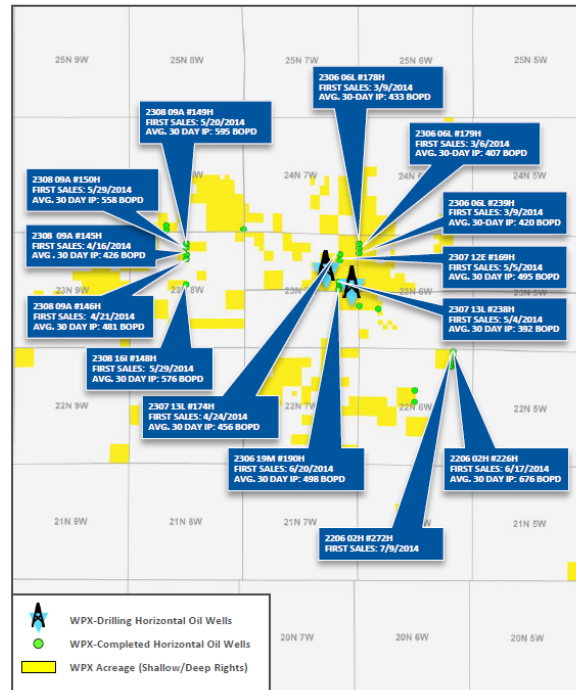 25N 9W
25N 8W
25N 7W
25N 6W
25N 5W
2308 09A #149H
FIRST SALES: 5/20/2014
AVG. 30 DAY IP: 595 BOPD
2306 06L #178H
FIRST SALES: 3/9/2014
AVG. 30-DAY IP: 433 BOPD
2306 06L #179H
FIRST SALES: 3/6/2014
AVG. 30-DAY IP: 407 BOPD
2308 09A #150H
FIRST SALES: 5/29/2014
AVG. 30 DAY IP: 558 BOPD
8W
24N 7W
2306 06L #239H
FIRST SALES: 3/9/2014
AVG. 30-DAY IP: 420 BOPD
2308 09A #145H
FIRST SALES: 4/16/2014
AVG . 30 DAY IP: 426 BOPD
2307 12E #169H
FIRST SALES: 5/5/2014
AVG. 30 DAY IP: 495 BOPD
2308 09A #146H
FIRST SALES: 4/21/2014
AVG. 30 DAY IP: 481 BOPD
23N 8W
23N 7W
23N 5W
2307 13L #238H
FIRST SALES: 5/4/2014
AVG. 30 DAY IP: 392 BOPD
2308 16I #148H
FIRST SALES: 5/29/2014
AVG. 30 DAY IP: 576 BOPD
22N 9W
2307 13L #174H
FIRST SALES: 4/24/2014
AVG. 30 DAY IP: 456 BOPD
22N 6W
22N 5W
2306 19M #190H
FIRST SALES: 6/20/2014
AVG. 30 DAY IP: 498 BOPD
2206 02H #226H
FIRST SALES: 6/17/2014
AVG. 30 DAY IP: 676 BOPD
21N 9W
21N 8W
21N 7W
21N 5W
2206 02H #272H
FIRST SALES: 7/9/2014
WPX-Drilling Horizontal Oil Wells
WPX-Completed Horizontal Oil Wells
WPX Acreage (Shallow/Deep Rights)
20N 7W
20N 6W
20N 5W